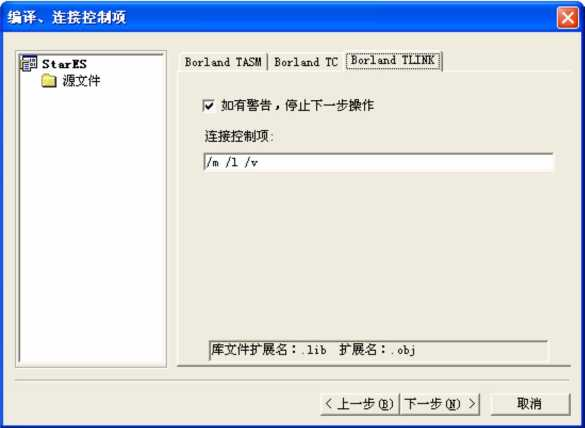 编译、连接控制项
StarES
源文件
Borland TASM Borland TC Borland TLINK
如有警告，停止下一步操作
连接控制项:
/m /l /v
库文件扩展名：.lib 扩展名：.obj
< 上一步(B) 下一步(N) > 取消